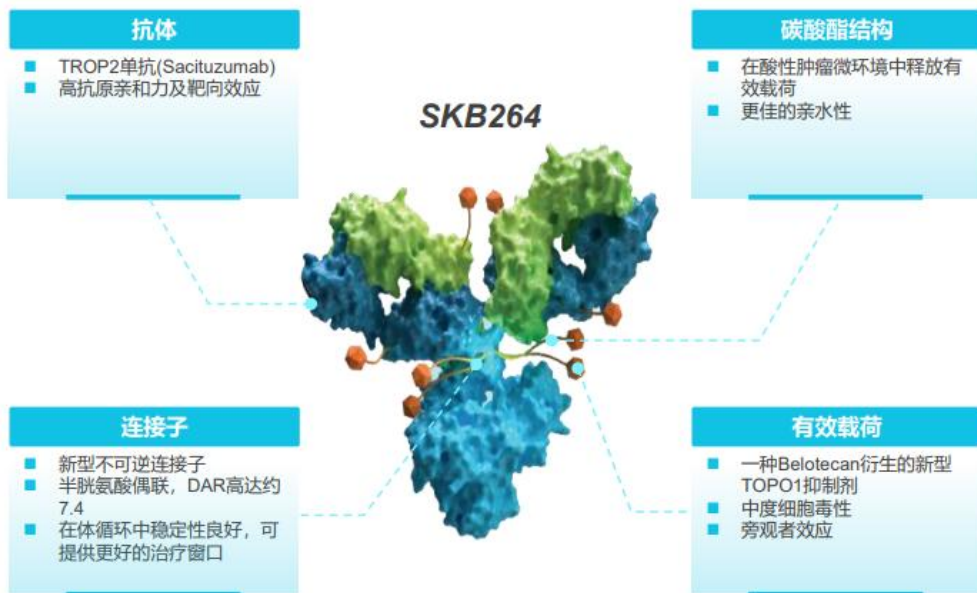 抗体
TROP2单抗(Sacituzumab)
高抗原亲和力及靶向效应
SKB264
碳酸酯结构
在酸性肿瘤微环境中释放有
效载荷
更佳的亲水性
连接子
新型不可逆连接子
半胱氨酸偶联，DAR高达约
7.4
在体循环中稳定性良好，可
提供更好的治疗窗口
有效载荷
一种Belotecan衍生的新型
TOPO1抑制剂
中度细胞毒性
旁观者效应